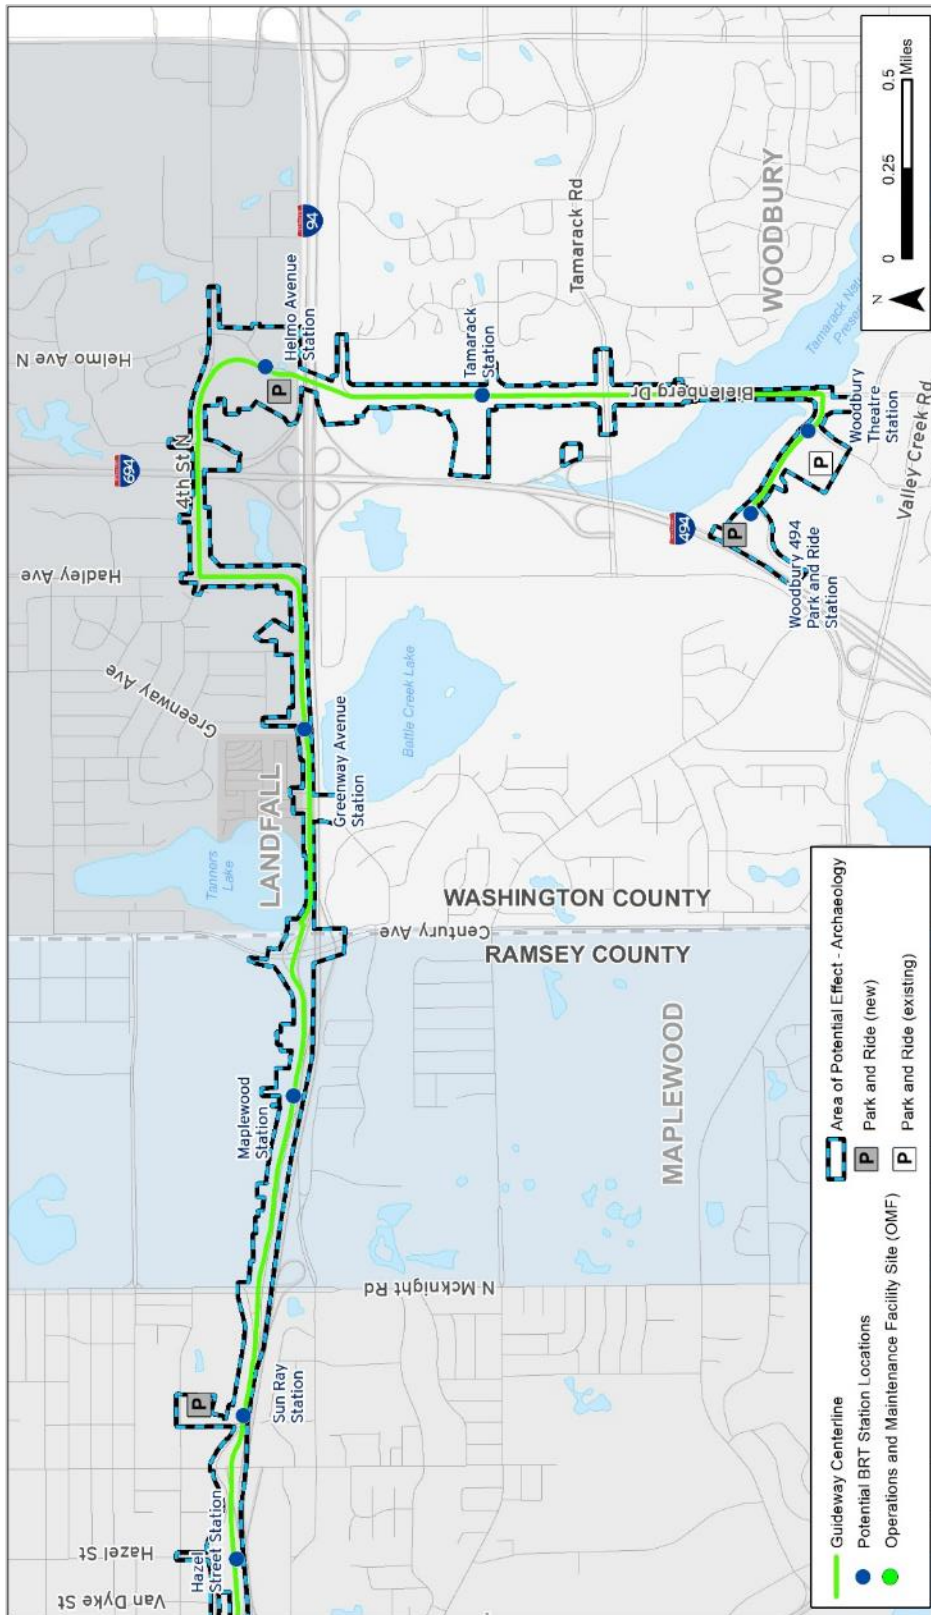 Helmo Ave N
694
4th St N
Hadley Ave
Greenway Ave
Helmo Avenue
Station
94
P
LANDFALL
Tanners
Lake
Greenway Avenue
Station
Battle Creek Lake
Tamarack
Station
Tamarack Rd
WOODBURY
Bielenberg Dr
Tamarack Nature
Preserve
494
P
P
Woodbury 494
Park and Ride
Station
Woodbury
Theatre
Station
Valley Creek Rd
WASHINGTON COUNTY
Century Ave
RAMSEY COUNTY
Maplewood
Station
MAPLEWOOD
N Mcknight Rd
P
Sun Ray
Station
Hazel
Street Station
Hazel St
Van Dyke St
N
0 0.25 0.5
Miles
Guideway Centerline
Potential BRT Station Locations
Operations and Maintenance Facility Site (OMF)
Area of Potential Effect - Archaeology
P Park and Ride (new)
P Park and Ride (existing)